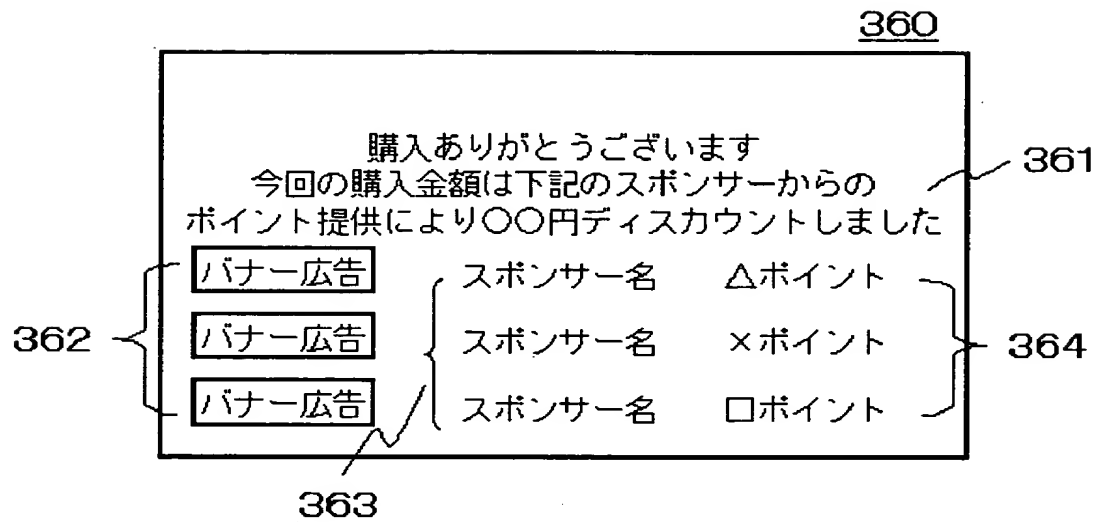 360
購入ありがとうございます
今回の購入金額は下記のスポンサーからの
ポイント提供により○○円ディスカウントしました
361
バナー広告 スポンサー名 △ポイント
362
バナー広告 スポンサー名 ×ポイント
364
バナー広告 スポンサー名 □ポイント
363